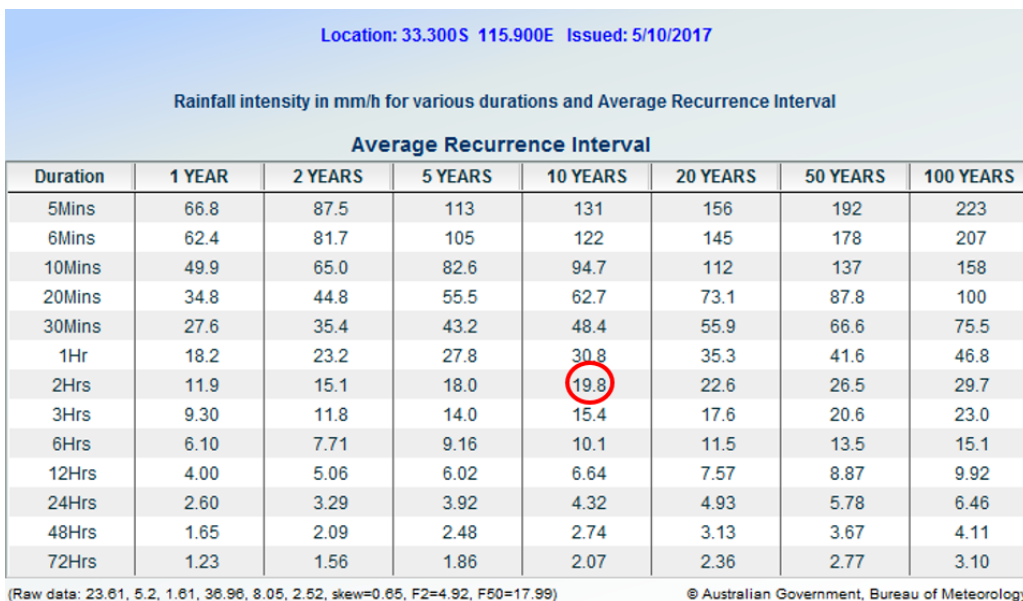 Location: 33.300S 115.900E Issued: 5/10/2017
Rainfall intensity in mm/h for various durations and Average Recurrence Interval
Average Recurrence Interval
Duration 1 YEAR 2 YEARS 5 YEARS 10 YEARS 20 YEARS 50 YEARS 100 YEARS
5Mins 66.8 87.5 113 131 156 192 223
6Mins 62.4 81.7 105 122 145 178 207
10Mins 49.9 65.0 82.6 94.7 112 137 158
20Mins 34.8 44.8 55.5 62.7 73.1 87.8 100
30Mins 27.6 35.4 43.2 48.4 55.9 66.6 75.5
1Hr 18.2 23.2 27.8 30.8 35.3 41.6 46.8
2Hrs 11.9 15.1 18.0 19.8 22.6 26.5 29.7
3Hrs 9.30 11.8 14.0 15.4 17.6 20.6 23.0
6Hrs 6.10 7.71 9.16 10.1 11.5 13.5 15.1
12Hrs 4.00 5.06 6.02 6.64 7.57 8.87 9.92
24Hrs 2.60 3.29 3.92 4.32 4.93 5.78 6.46
48Hrs 1.65 2.09 2.48 2.74 3.13 3.67 4.11
72Hrs 1.23 1.56 1.86 2.07 2.36 2.77 3.10
(Raw data: 23.61, 5.2, 1.61, 36.96, 8.05, 2.52, skew=0.65, F2=4.92, F50=17.99) © Australian Government, Bureau of Meteorology